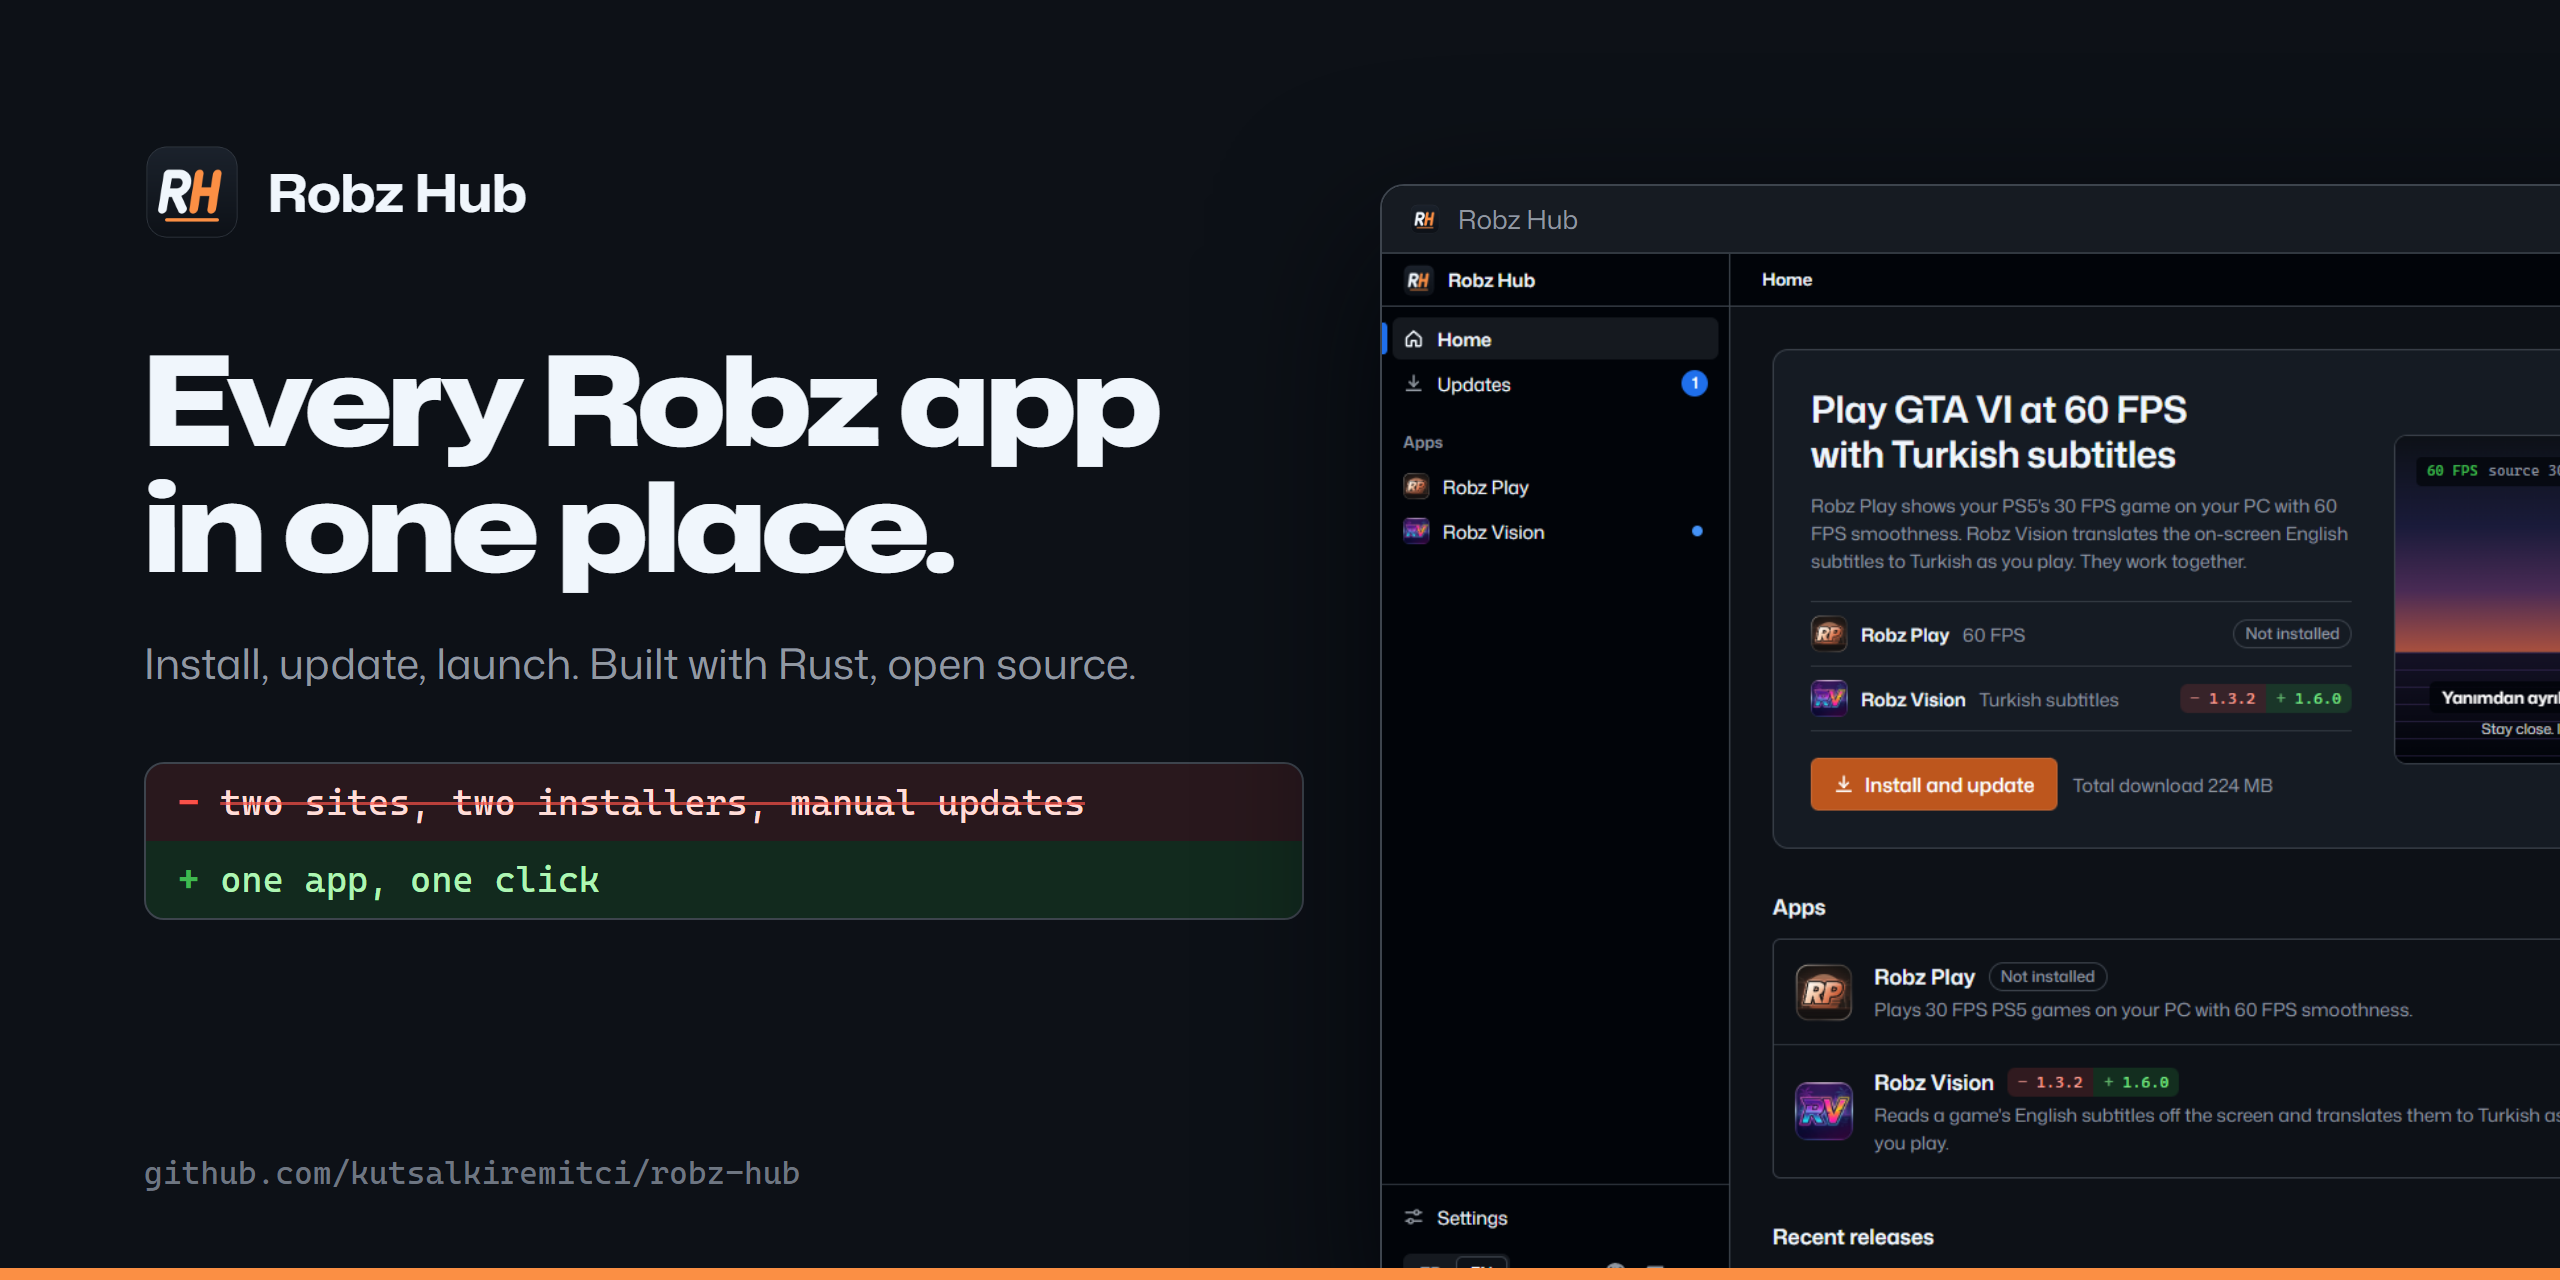 RH Robz Hub
Every Robz app
in one place.
Install, update, launch. Built with Rust, open source.
− two sites, two installers, manual updates
+ one app, one click
github.com/kutsalkiremitci/robz-hub
RH Robz Hub
RH Robz Hub
Home
Updates 1
Apps
RP Robz Play
RV Robz Vision
Settings
Home
Play GTA VI at 60 FPS
with Turkish subtitles
Robz Play shows your PS5's 30 FPS game on your PC with 60
FPS smoothness. Robz Vision translates the on-screen English
subtitles to Turkish as you play. They work together.
RP Robz Play 60 FPS Not installed
RV Robz Vision Turkish subtitles − 1.3.2 + 1.6.0
Install and update Total download 224 MB
60 FPS source
Stay close.
Apps
RP Robz Play Not installed
Plays 30 FPS PS5 games on your PC with 60 FPS smoothness.
RV Robz Vision − 1.3.2 + 1.6.0
Reads a game's English subtitles off the screen and translates them to Turkish as
you play.
Recent releases